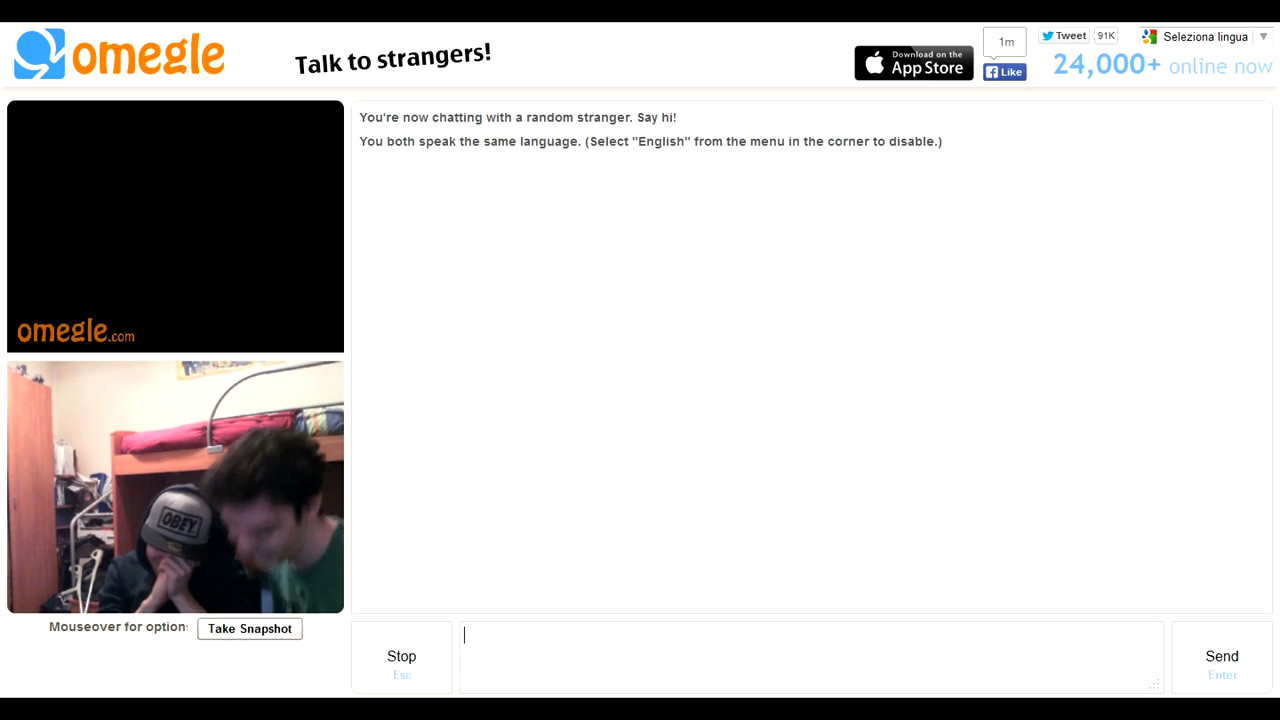 omegle
Talk to strangers!
Download on the
App Store
1m
Like
Tweet
91K
Seleziona lingua
24,000+ online now
omegle.com
You're now chatting with a random stranger. Say hi!
You both speak the same language. (Select "English" from the menu in the corner to disable.)
OBEY
Mouseover for option:
Take Snapshot
Stop
Esc
Send
Enter